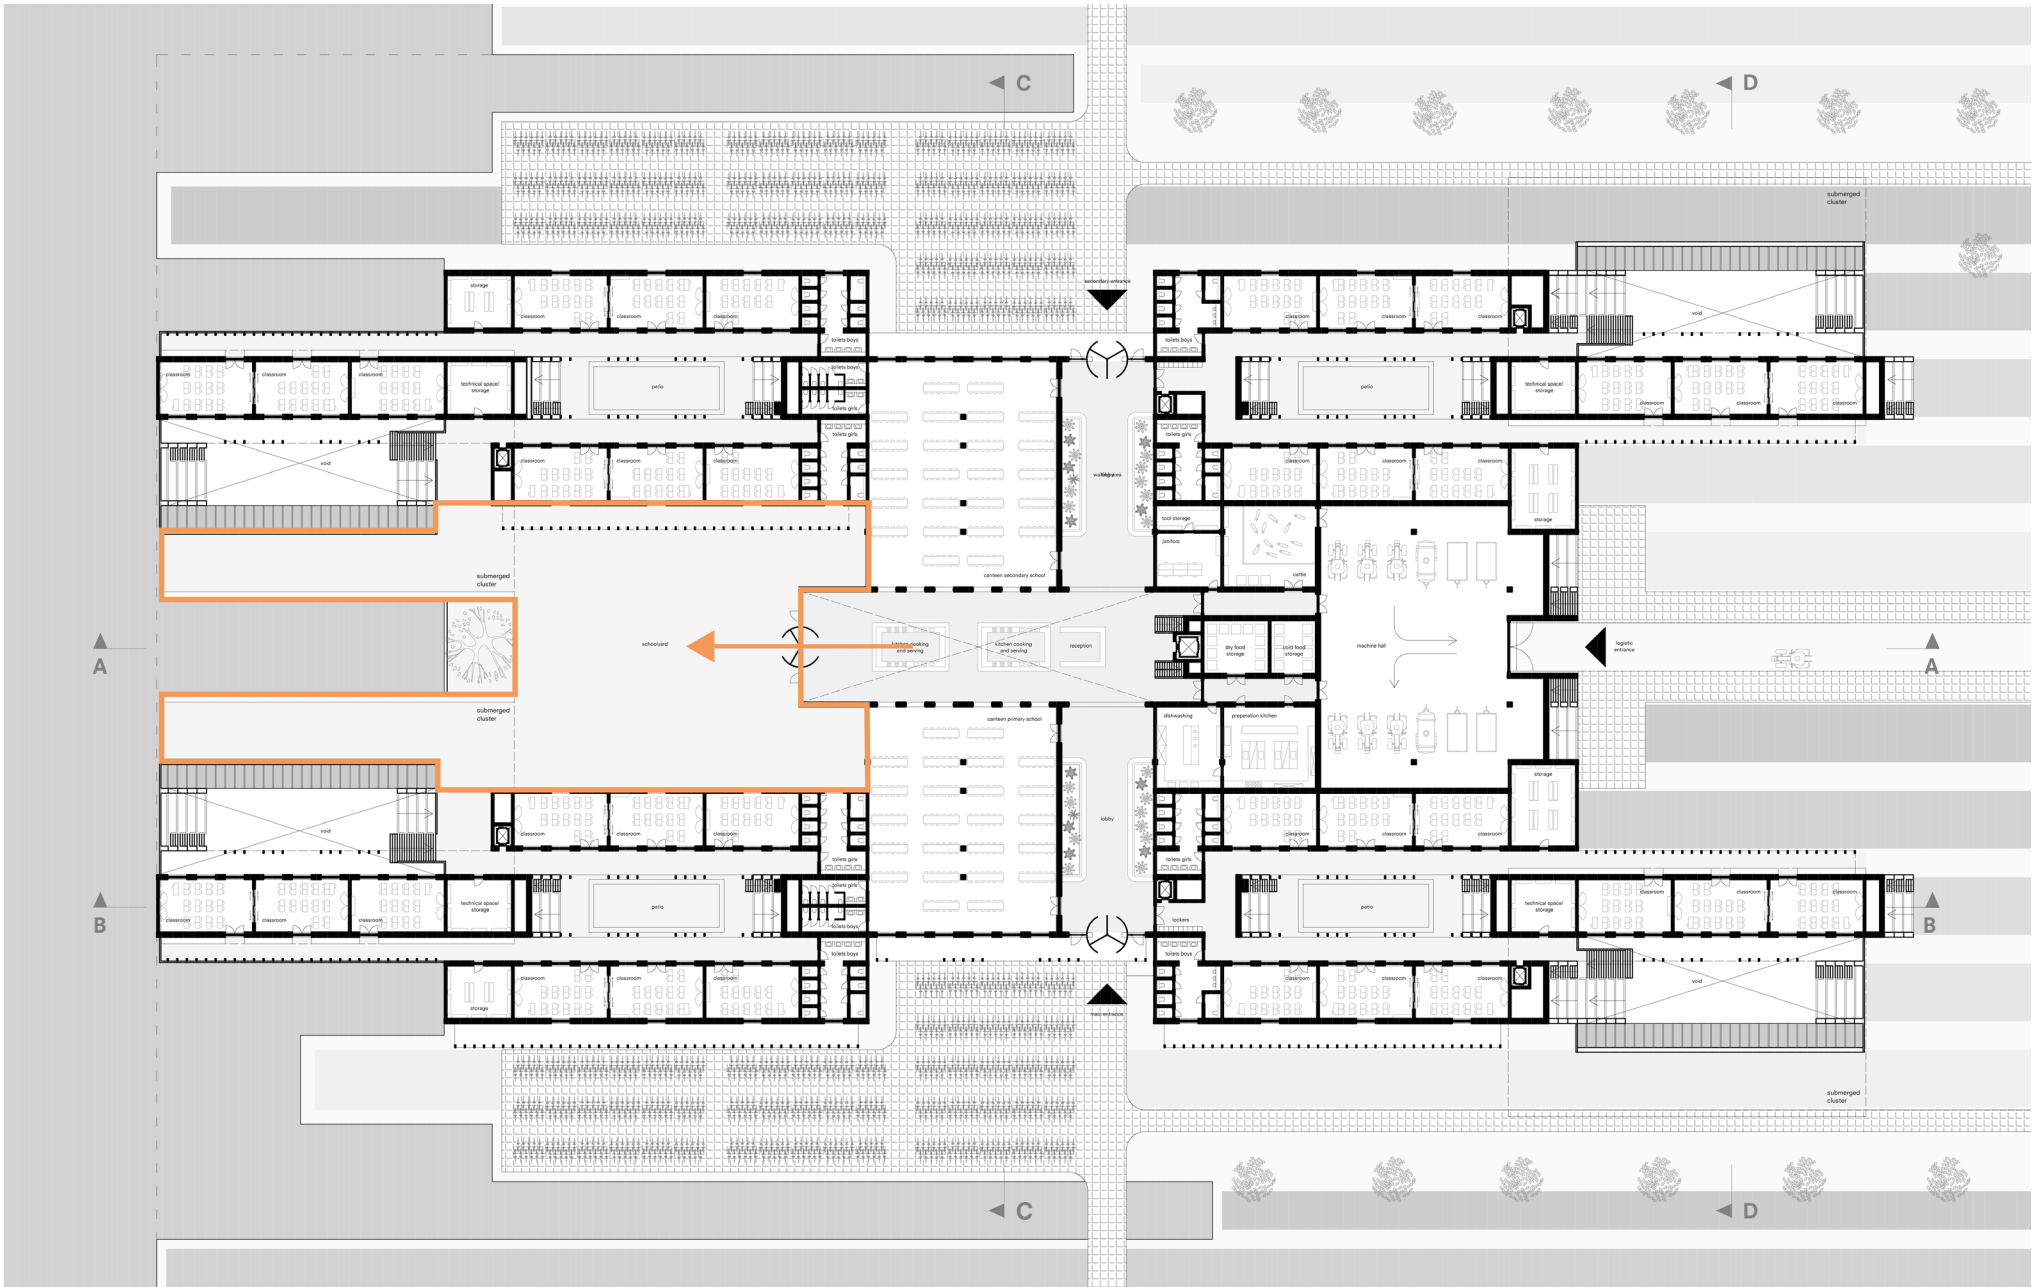 C
D
submerged
cluster
secondary entrance
storage
classroom
classroom
classroom
toilets boys
toilets boys
classroom
classroom
classroom
void
classroom
classroom
classroom
technical space/
storage
patio
toilets boys
toilets girls
toilets girls
patio
technical space/
storage
classroom
classroom
classroom
void
classroom
classroom
classroom
toilets girls
classroom
classroom
classroom
storage
tool storage
janitors
cattle
canteen secondary school
submerged
cluster
A
schoolyard
kitchen cooking
and serving
kitchen cooking
and serving
reception
dry food
storage
cold food
storage
machine hall
logistic
entrance
A
submerged
cluster
canteen primary school
dishwashing
preparation kitchen
storage
void
classroom
classroom
classroom
lobby
classroom
classroom
classroom
toilets girls
toilets girls
classroom
classroom
classroom
technical space/
storage
patio
toilets girls
toilets boys
lockers
patio
technical space/
storage
classroom
classroom
classroom
B
B
toilets boys
toilets boys
storage
classroom
classroom
classroom
classroom
classroom
classroom
void
main entrance
submerged
cluster
C
D